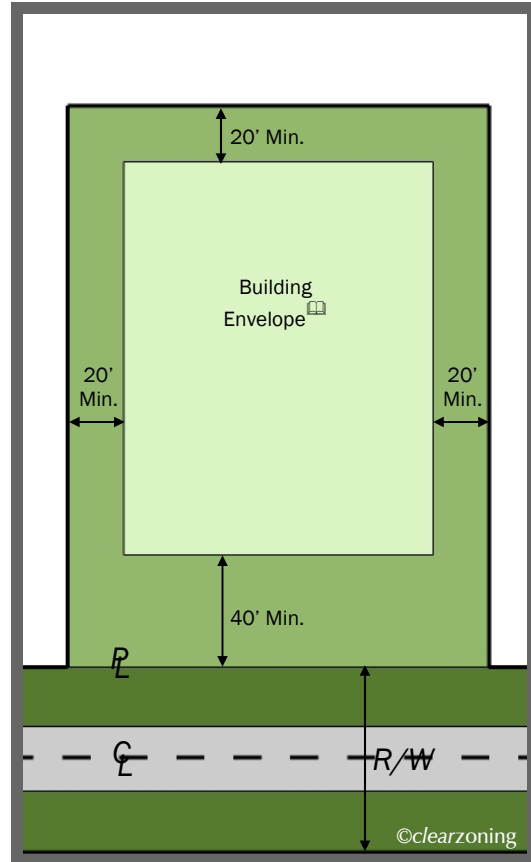 20' Min.
Building
Envelope
20'
Min.
20'
Min.
40' Min.
PL
CL
R/W
©clearzoning